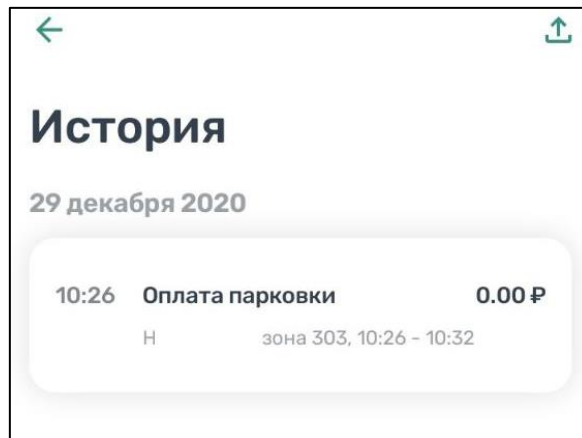 История
29 декабря 2020
10:26 Оплата парковки 0.00 ₽
Н зона 303, 10:26 - 10:32